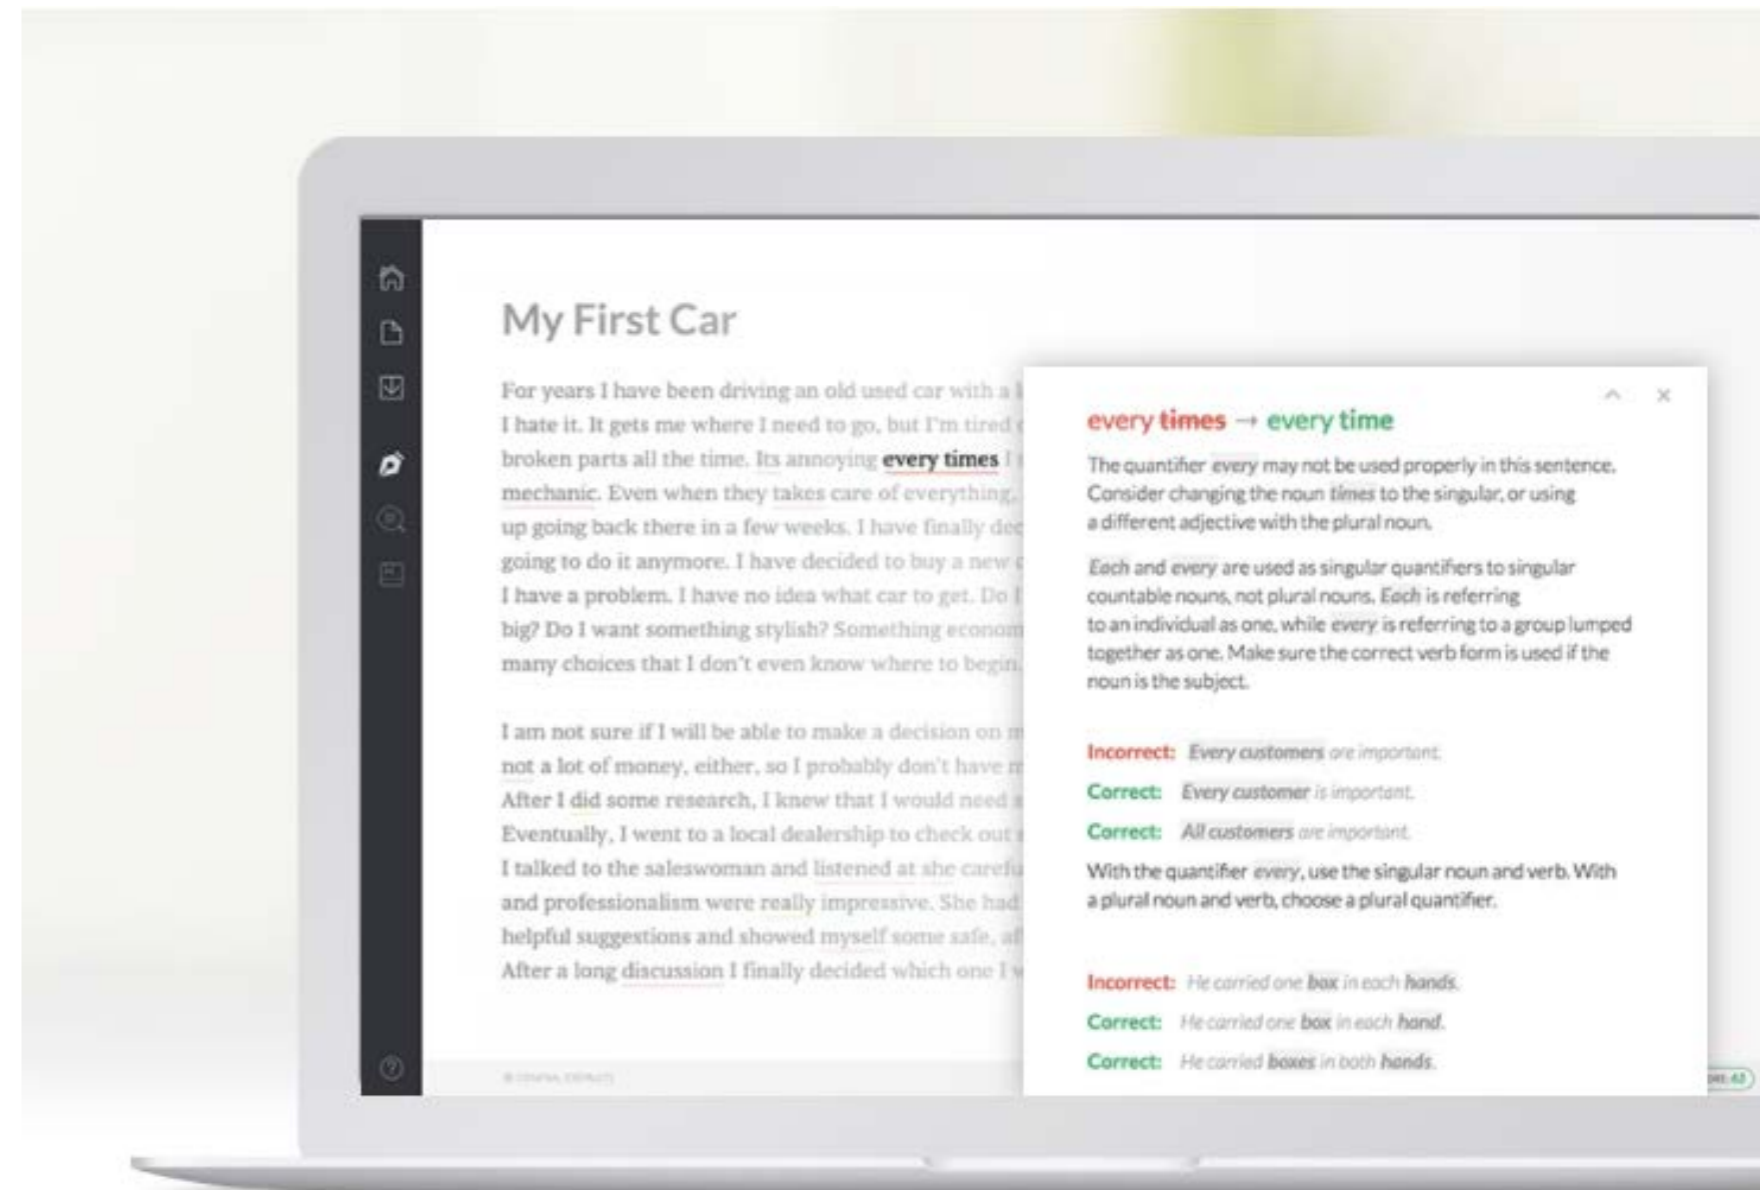 My First Car
For years I have been driving an old used car with a
I hate it. It gets me where I need to go, but I'm tired
broken parts all the time. Its annoying every times I
mechanic. Even when they takes care of everything,
up going back there in a few weeks. I have finally dec
going to do it anymore. I have decided to buy a new
I have a problem. I have no idea what car to get. Do I
big? Do I want something stylish? Something econom
many choices that I don't even know where to begin.
I am not sure if I will be able to make a decision on m
not a lot of money, either, so I probably don't have m
After I did some research, I knew that I would need
Eventually, I went to a local dealership to check out
I talked to the saleswoman and listened at she carefu
and professionalism were really impressive. She had
helpful suggestions and showed myself some safe, af
After a long discussion I finally decided which one I w
every times → every time
The quantifier every may not be used properly in this sentence.
Consider changing the noun times to the singular, or using
a different adjective with the plural noun.
Each and every are used as singular quantifiers to singular
countable nouns, not plural nouns. Each is referring
to an individual as one, while every is referring to a group lumped
together as one. Make sure the correct verb form is used if the
noun is the subject.
Incorrect: Every customers are important.
Correct: Every customer is important.
Correct: All customers are important.
With the quantifier every, use the singular noun and verb. With
a plural noun and verb, choose a plural quantifier.
Incorrect: He carried one box in each hands.
Correct: He carried one box in each hand.
Correct: He carried boxes in both hands.